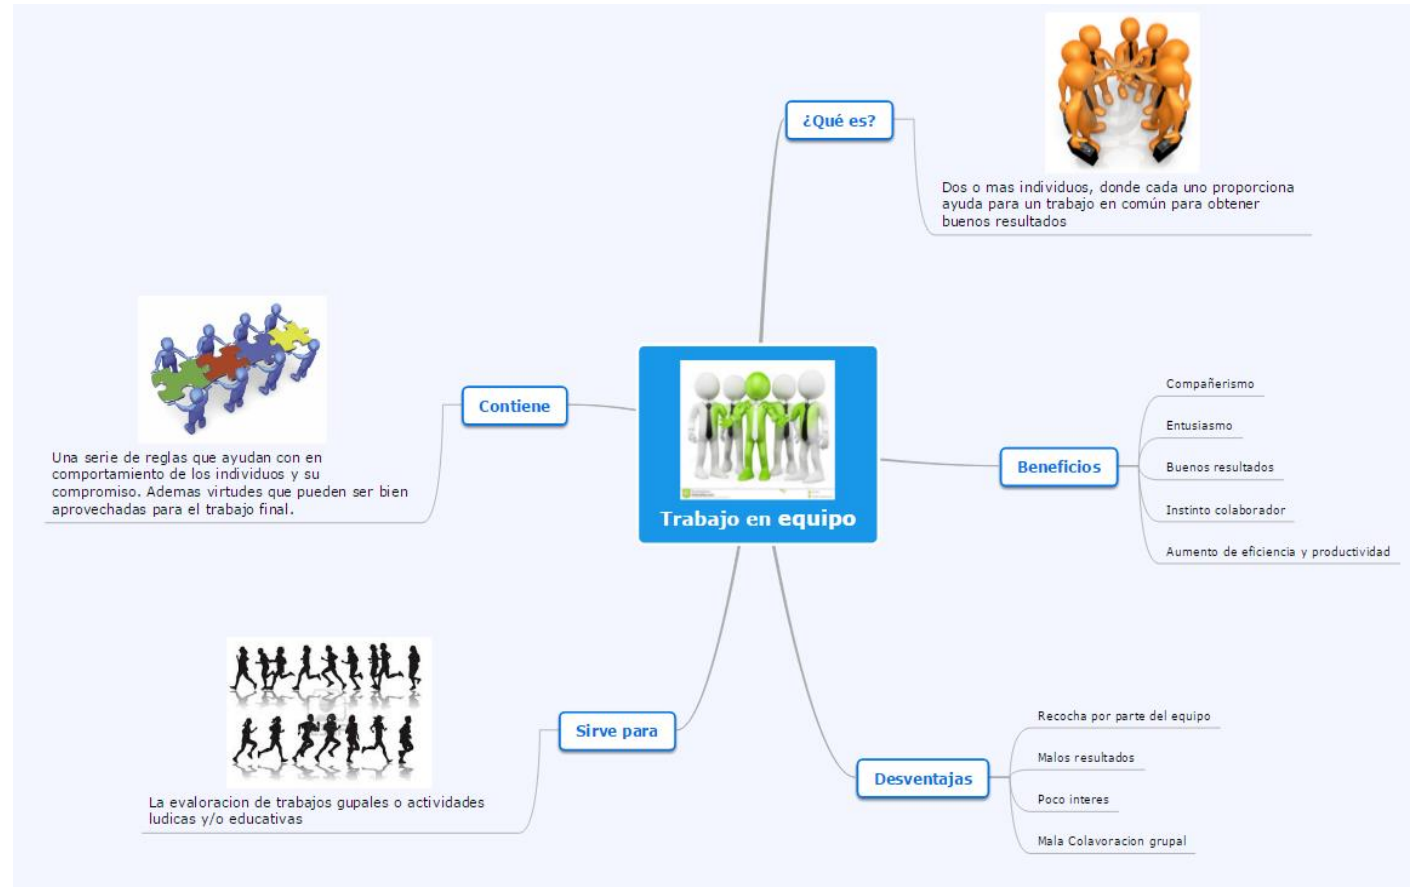 ¿Qué es?
Dos o mas individuos, donde cada uno proporciona
ayuda para un trabajo en común para obtener
buenos resultados
Contiene
Una serie de reglas que ayudan con en
comportamiento de los individuos y su
compromiso. Ademas virtudes que pueden ser bien
aprovechadas para el trabajo final.
Trabajo en equipo
Beneficios
Compañerismo
Entusiasmo
Buenos resultados
Instinto colaborador
Aumento de eficiencia y productividad
Sirve para
La evaloracion de trabajos gupales o actividades
ludicas y/o educativas
Desventajas
Recocha por parte del equipo
Malos resultados
Poco interes
Mala Colavoracion grupal